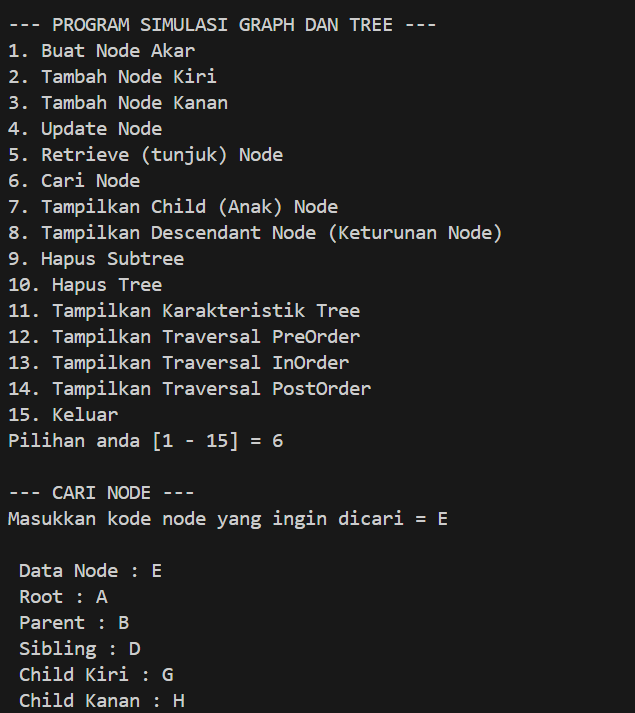 --- PROGRAM SIMULASI GRAPH DAN TREE ---
1. Buat Node Akar
2. Tambah Node Kiri
3. Tambah Node Kanan
4. Update Node
5. Retrieve (tunjuk) Node
6. Cari Node
7. Tampilkan Child (Anak) Node
8. Tampilkan Descendant Node (Keturunan Node)
9. Hapus Subtree
10. Hapus Tree
11. Tampilkan Karakteristik Tree
12. Tampilkan Traversal PreOrder
13. Tampilkan Traversal InOrder
14. Tampilkan Traversal PostOrder
15. Keluar
Pilihan anda [1 - 15] = 6

--- CARI NODE ---
Masukkan kode node yang ingin dicari = E

Data Node : E
Root : A
Parent : B
Sibling : D
Child Kiri : G
Child Kanan : H